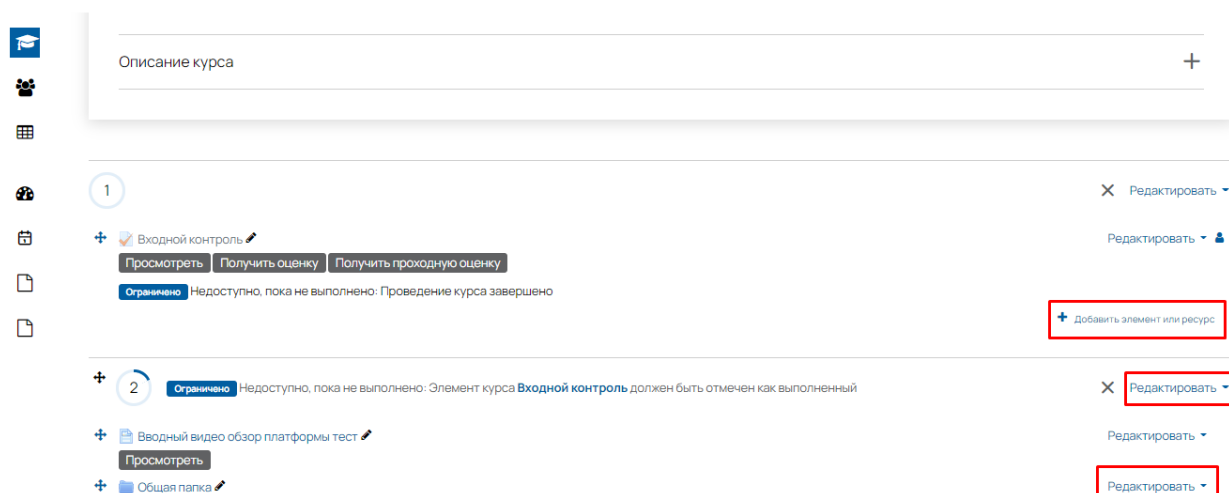 Описание курса
1
Редактировать
Входной контроль
Редактировать
Просмотреть Получить оценку Получить проходную оценку
Ограничено Недоступно, пока не выполнено: Проведение курса завершено
Добавить элемент или ресурс
2 Ограничено Недоступно, пока не выполнено: Элемент курса Входной контроль должен быть отмечен как выполненный
Редактировать
Вводный видео обзор платформы тест
Редактировать
Просмотреть
Общая папка
Редактировать